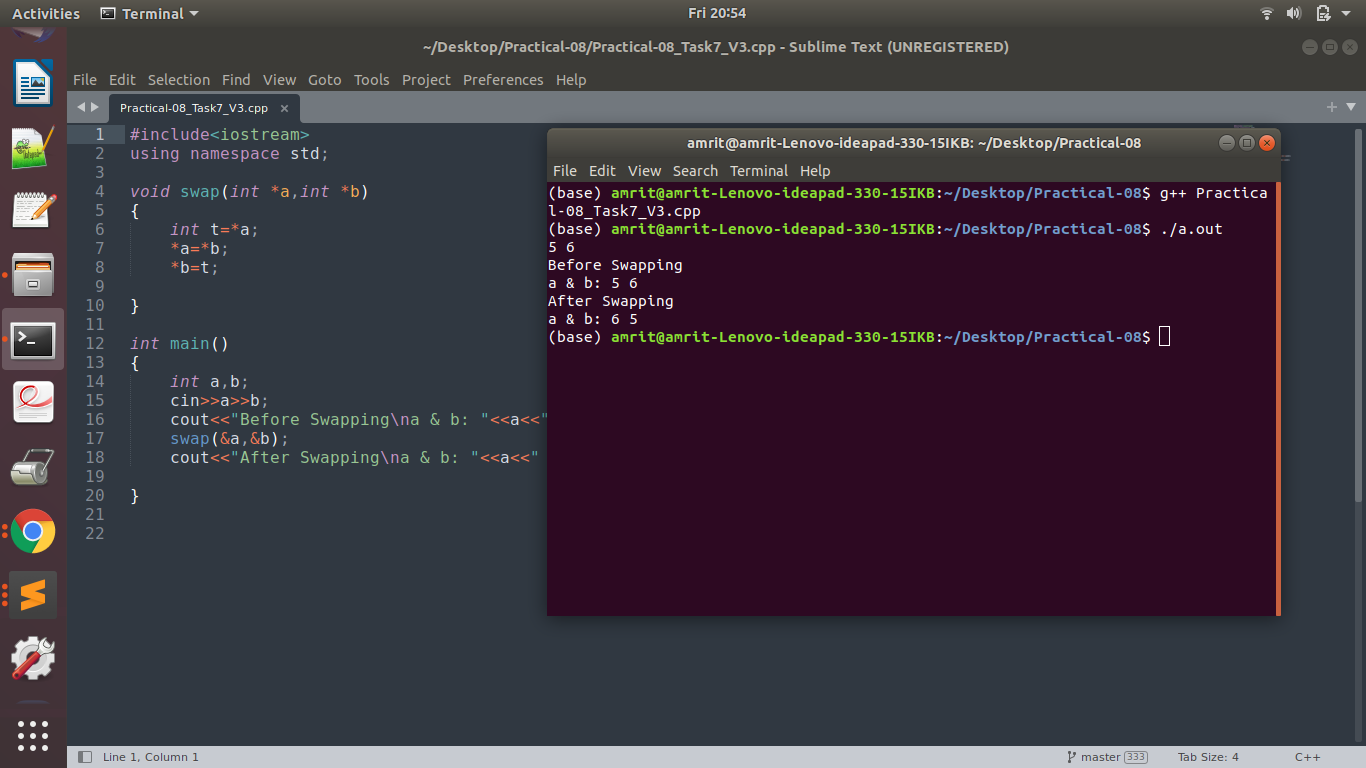 Activities Terminal Fri 20:54
~/Desktop/Practical-08/Practical-08_Task7_V3.cpp - Sublime Text (UNREGISTERED)
File Edit Selection Find View Goto Tools Project Preferences Help
Practical-08_Task7_V3.cpp
1 #include<iostream>
2 using namespace std;
3
4 void swap(int *a,int *b)
5 {
6 int t=*a;
7 *a=*b;
8 *b=t;
9
10 }
11
12 int main()
13 {
14 int a,b;
15 cin>>a>>b;
16 cout<<"Before Swapping\na & b: "<<a<<"
17 swap(&a,&b);
18 cout<<"After Swapping\na & b: "<<a<<"
19
20 }
21
22
amrit@amrit-Lenovo-ideapad-330-15IKB: ~/Desktop/Practical-08
File Edit View Search Terminal Help
(base) amrit@amrit-Lenovo-ideapad-330-15IKB:~/Desktop/Practical-08$ g++ Practica
l-08_Task7_V3.cpp
(base) amrit@amrit-Lenovo-ideapad-330-15IKB:~/Desktop/Practical-08$ ./a.out
5 6
Before Swapping
a & b: 5 6
After Swapping
a & b: 6 5
(base) amrit@amrit-Lenovo-ideapad-330-15IKB:~/Desktop/Practical-08$
Line 1, Column 1 master 333 Tab Size: 4 C++